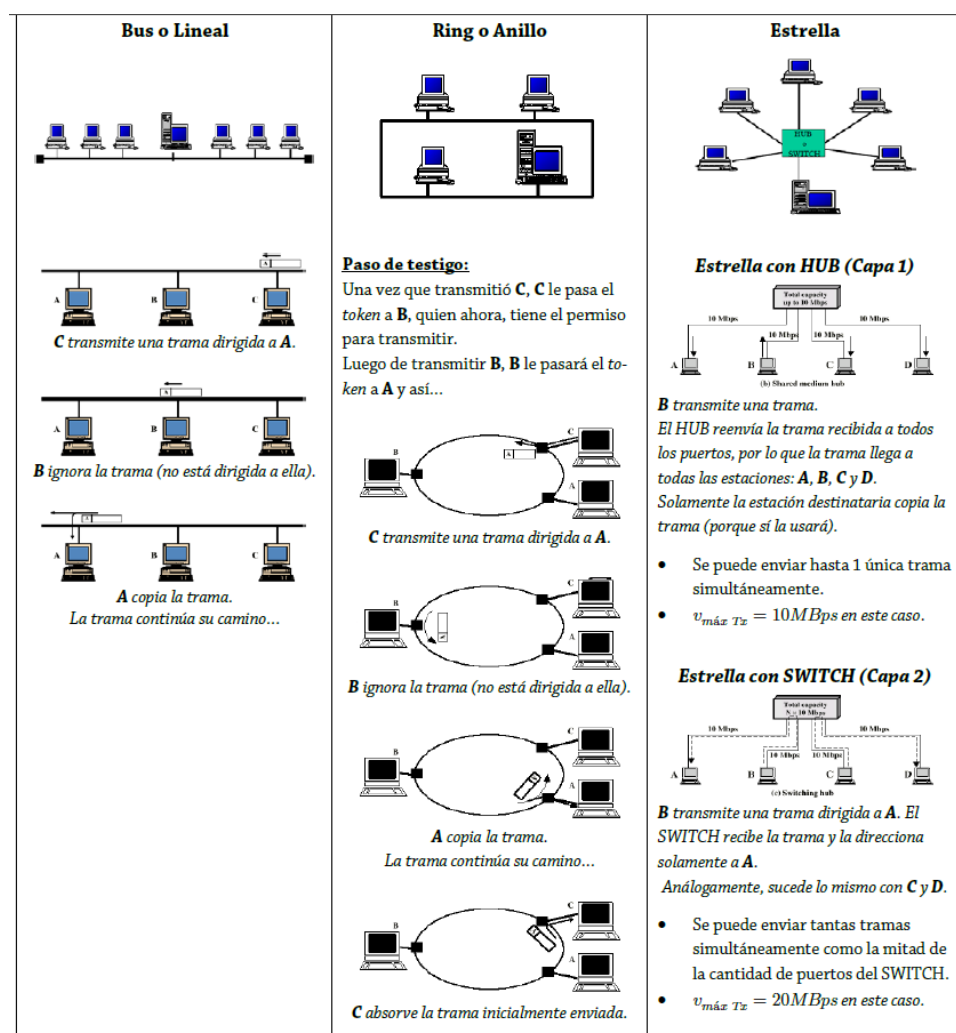 Bus o Lineal
A
A
B
C
C transmite una trama dirigida a A.
A
A
B
C
B ignora la trama (no está dirigida a ella).
A
A
B
C
A copia la trama.
La trama continúa su camino...
Ring o Anillo
Paso de testigo:
Una vez que transmitió C, C le pasa el
token a B, quien ahora, tiene el permiso
para transmitir.
Luego de transmitir B, B le pasará el to-
ken a A y así...
C
B
A
A
C transmite una trama dirigida a A.
C
B
A
B ignora la trama (no está dirigida a ella).
C
B
A
A copia la trama.
La trama continúa su camino...
C
B
A
C absorve la trama inicialmente enviada.
Estrella
HUB
o
SWITCH
Estrella con HUB (Capa 1)
Total capacity
up to 10 Mbps
10 Mbps
10 Mbps
10 Mbps
10 Mbps
A
B
C
D
(b) Shared medium hub
B transmite una trama.
El HUB reenvía la trama recibida a todos
los puertos, por lo que la trama llega a
todas las estaciones: A, B, C y D.
Solamente la estación destinataria copia la
trama (porque sí la usará).
• Se puede enviar hasta 1 única trama
simultáneamente.
• vmáx Tx = 10MBps en este caso.
Estrella con SWITCH (Capa 2)
Total capacity
N × 10 Mbps
10 Mbps
10 Mbps
10 Mbps
10 Mbps
A
B
C
D
(c) Switching hub
B transmite una trama dirigida a A. El
SWITCH recibe la trama y la direcciona
solamente a A.
Análogamente, sucede lo mismo con C y D.
• Se puede enviar tantas tramas
simultáneamente como la mitad de
la cantidad de puertos del SWITCH.
• vmáx Tx = 20MBps en este caso.